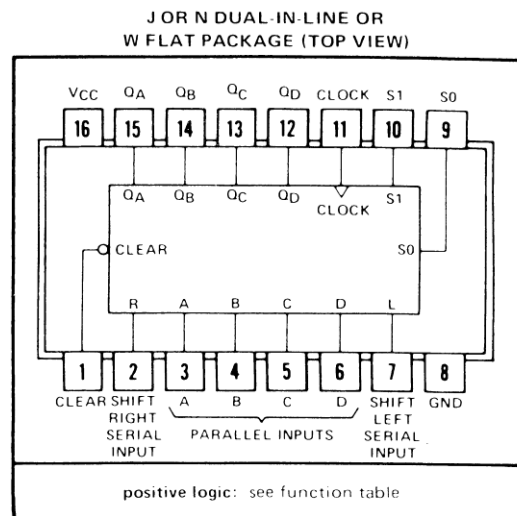 J OR N DUAL-IN-LINE OR
W FLAT PACKAGE (TOP VIEW)
VCC QA QB QC QD CLOCK S1 S0
16 15 14 13 12 11 10 9
QA QB QC QD CLOCK S1
CLEAR S0
R A B C D L
1 2 3 4 5 6 7 8
CLEAR SHIFT RIGHT SERIAL INPUT A B C D SHIFT LEFT SERIAL INPUT GND
PARALLEL INPUTS
positive logic: see function table